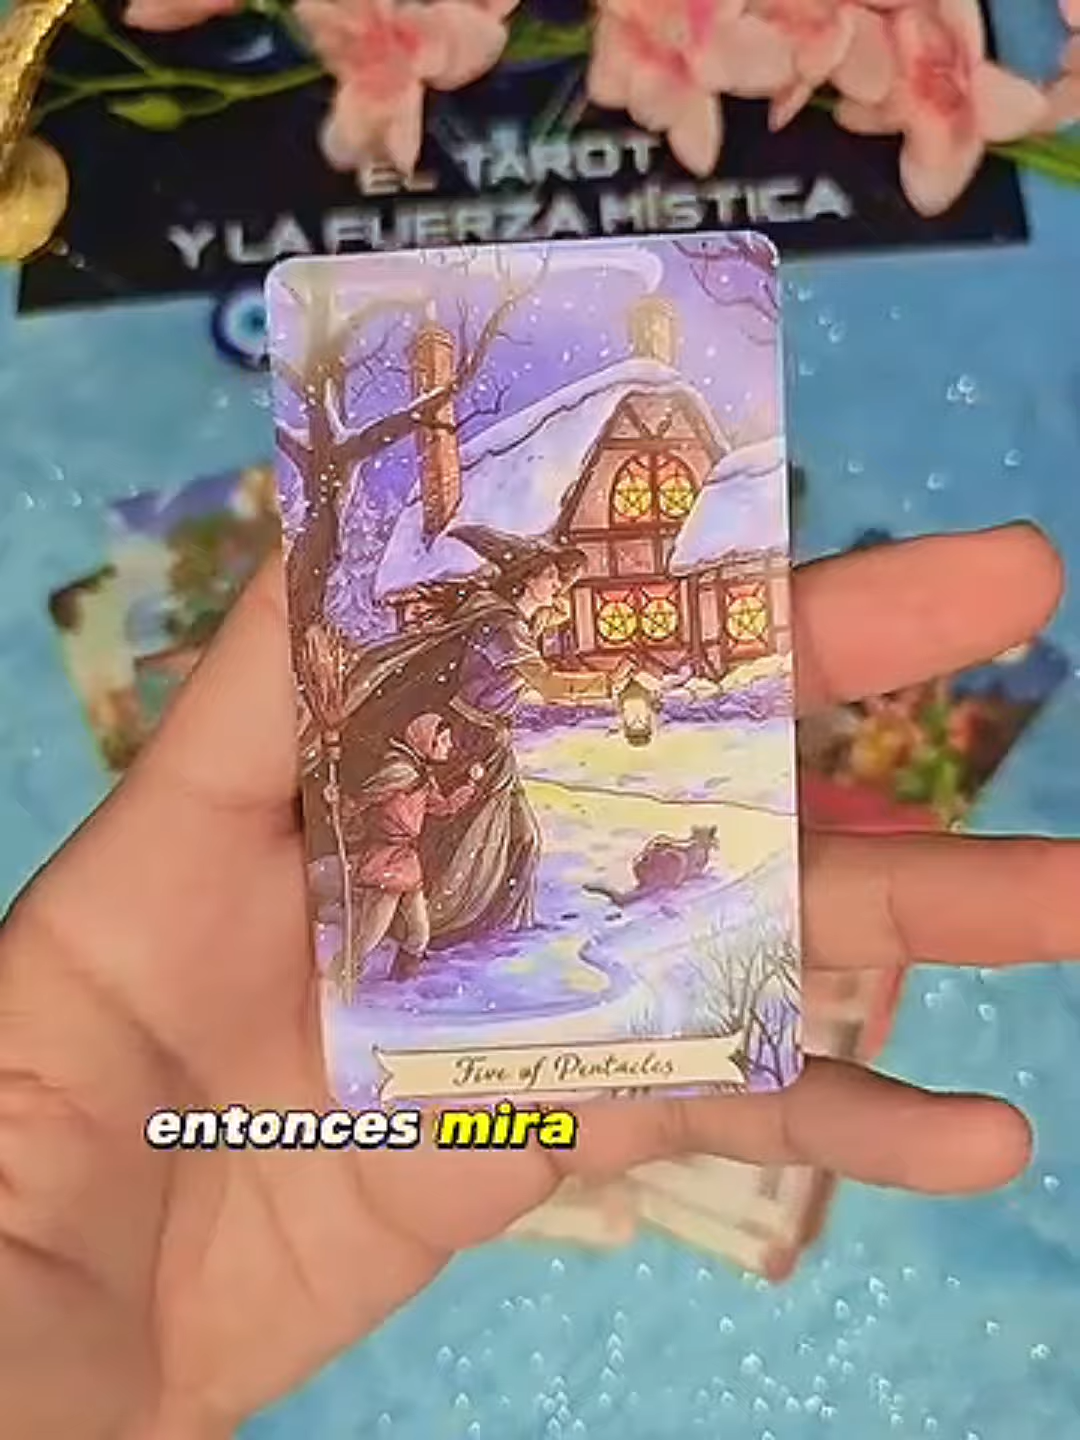 EL TAROT
Y LA FUERZA MÍSTICA
Five of Pentacles
entonces mira